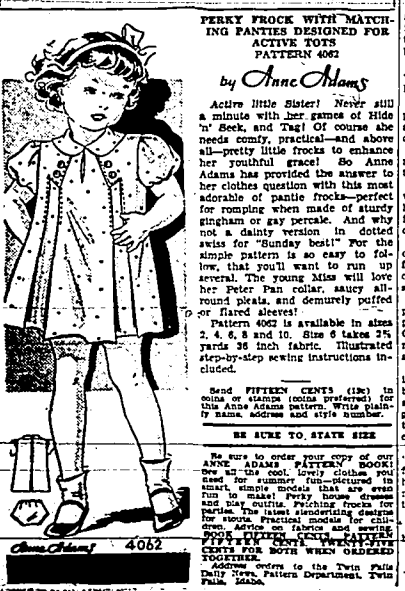 PERKY FROCK WITH MATCH-
ING PANTIES DESIGNED FOR
ACTIVE TOTS
PATTERN 4062
by Anne Adams
Active little Sister! Never still
a minute with her games of Hide
'n' Seek, and Tag! Of course she
needs comfy, practical—and above
all—pretty little frocks to enhance
her youthful grace! So Anne
Adams has provided the answer to
her clothes question with this most
adorable of pantie frocks—perfect
for romping when made of sturdy
gingham or gay percale. And why
not a dainty version in dotted
swiss for "Sunday best!" For the
simple pattern is so easy to fol-
low, that you'll want to run up
several. The young Miss will love
her Peter Pan collar, saucy all-
round pleats, and demurely puffed
or flared sleeves!
Pattern 4062 is available in sizes
2, 4, 6, 8 and 10. Size 6 takes
yards 36 inch fabric. Illustrated
step-by-step sewing instructions in-
cluded.
Send FIFTEEN CENTS (15c) in
coins or stamps (coins preferred) for
this Anne Adams pattern. Write plain-
ly name, address and style number.
BE SURE TO STATE SIZE
Be sure to order your copy of our
ANNE ADAMS PATTERN BOOK!
See all the cool, lovely clothes you
need for summer fun—pictured in
smart, simple models that are even
fun to make! Perky house dresses
and play outfits. Fetching frocks for
parties. The latest slenderizing designs
for stouts. Practical models for chil-
dren. Advice on fabrics and sewing.
BOOK FIFTEEN CENTS. PATTERN
FIFTEEN CENTS. TWENTY-FIVE
CENTS FOR BOTH WHEN ORDERED
TOGETHER.
Address orders to the Twin Falls
Daily News, Pattern Department, Twin
Falls, Idaho.
Anne Adams 4062